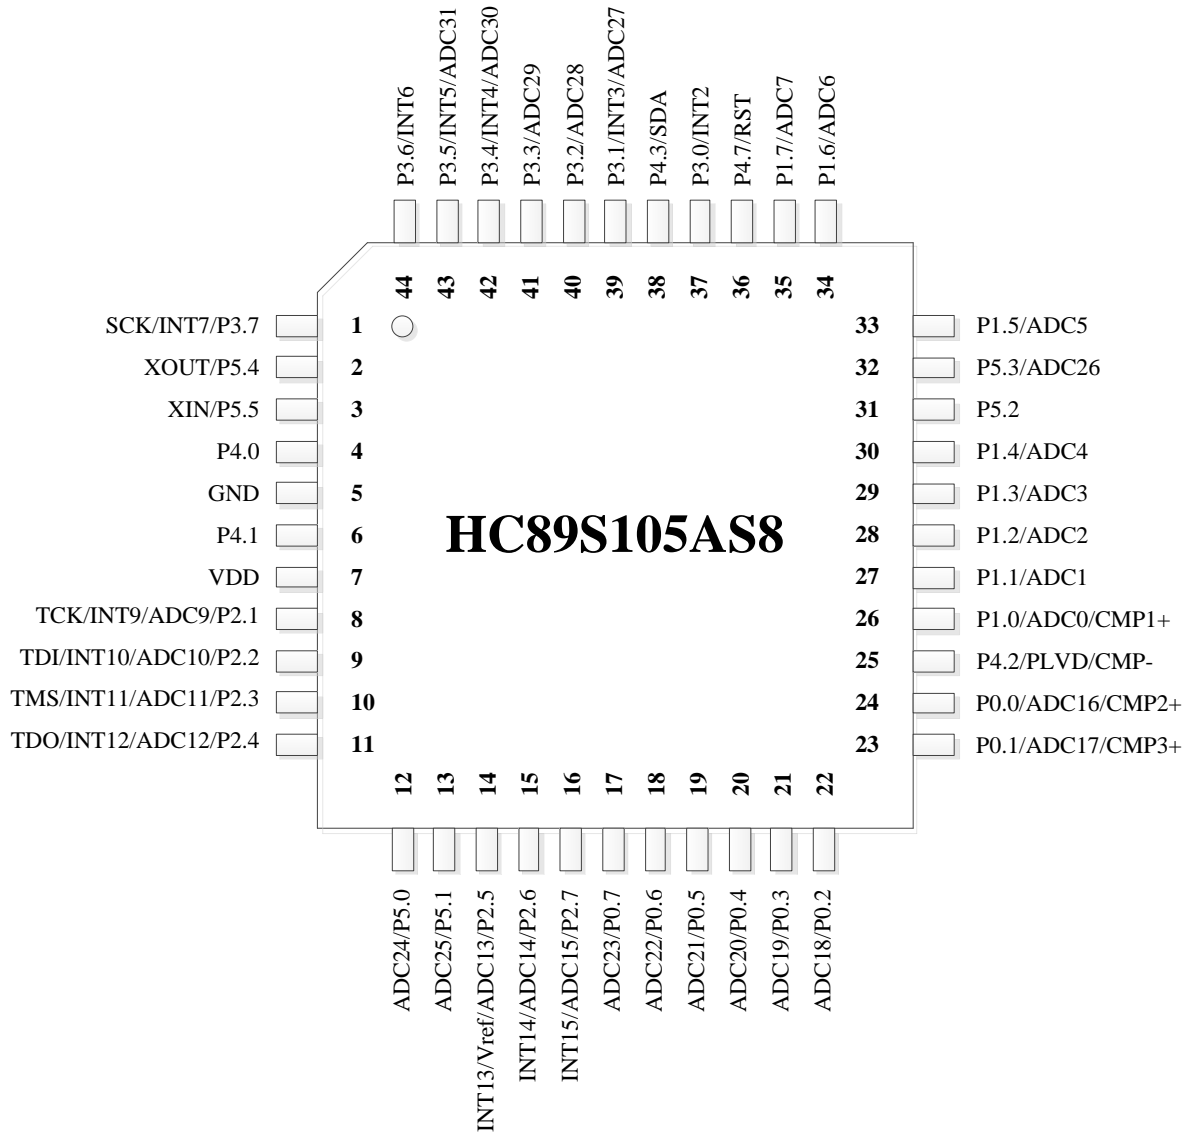 P3.6/INT6
P3.5/INT5/ADC31
P3.4/INT4/ADC30
P3.3/ADC29
P3.2/ADC28
P3.1/INT3/ADC27
P4.3/SDA
P3.0/INT2
P4.7/RST
P1.7/ADC7
P1.6/ADC6
44
43
42
41
40
39
38
37
36
35
34
SCK/INT7/P3.7 1
XOUT/P5.4 2
XIN/P5.5 3
P4.0 4
GND 5
P4.1 6
VDD 7
TCK/INT9/ADC9/P2.1 8
TDI/INT10/ADC10/P2.2 9
TMS/INT11/ADC11/P2.3 10
TDO/INT12/ADC12/P2.4 11
HC89S105AS8
33 P1.5/ADC5
32 P5.3/ADC26
31 P5.2
30 P1.4/ADC4
29 P1.3/ADC3
28 P1.2/ADC2
27 P1.1/ADC1
26 P1.0/ADC0/CMP1+
25 P4.2/PLVD/CMP-
24 P0.0/ADC16/CMP2+
23 P0.1/ADC17/CMP3+
12
13
14
15
16
17
18
19
20
21
22
ADC24/P5.0
ADC25/P5.1
INT13/Vref/ADC13/P2.5
INT14/ADC14/P2.6
INT15/ADC15/P2.7
ADC23/P0.7
ADC22/P0.6
ADC21/P0.5
ADC20/P0.4
ADC19/P0.3
ADC18/P0.2